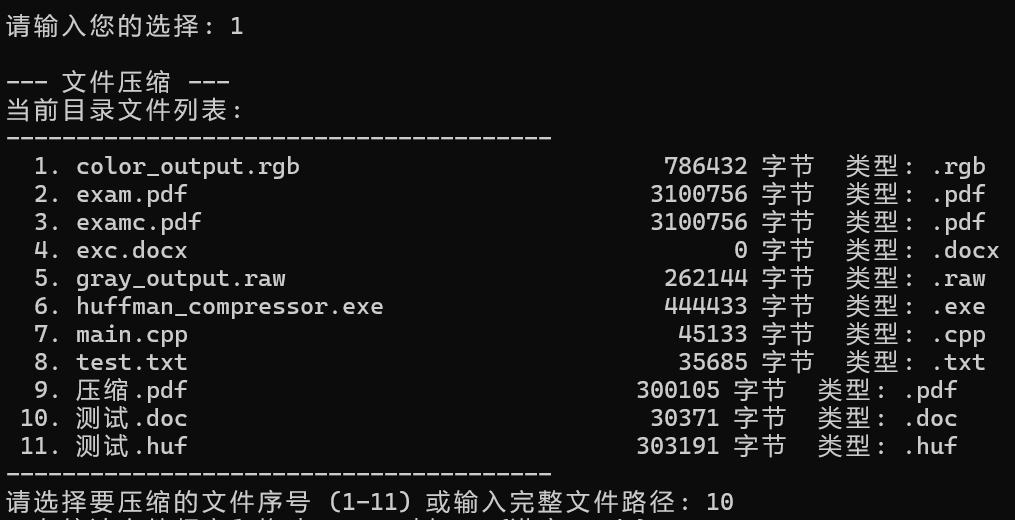 请输入您的选择: 1
--- 文件压缩 ---
当前目录文件列表:
---------------------------------------
1. color_output.rgb 786432 字节 类型: .rgb
2. exam.pdf 3100756 字节 类型: .pdf
3. examc.pdf 3100756 字节 类型: .pdf
4. exc.docx 0 字节 类型: .docx
5. gray_output.raw 262144 字节 类型: .raw
6. huffman_compressor.exe 444433 字节 类型: .exe
7. main.cpp 45133 字节 类型: .cpp
8. test.txt 35685 字节 类型: .txt
9. 压缩.pdf 300105 字节 类型: .pdf
10. 测试.doc 30371 字节 类型: .doc
11. 测试.huf 303191 字节 类型: .huf
---------------------------------------
请选择要压缩的文件序号 (1-11) 或输入完整文件路径: 10